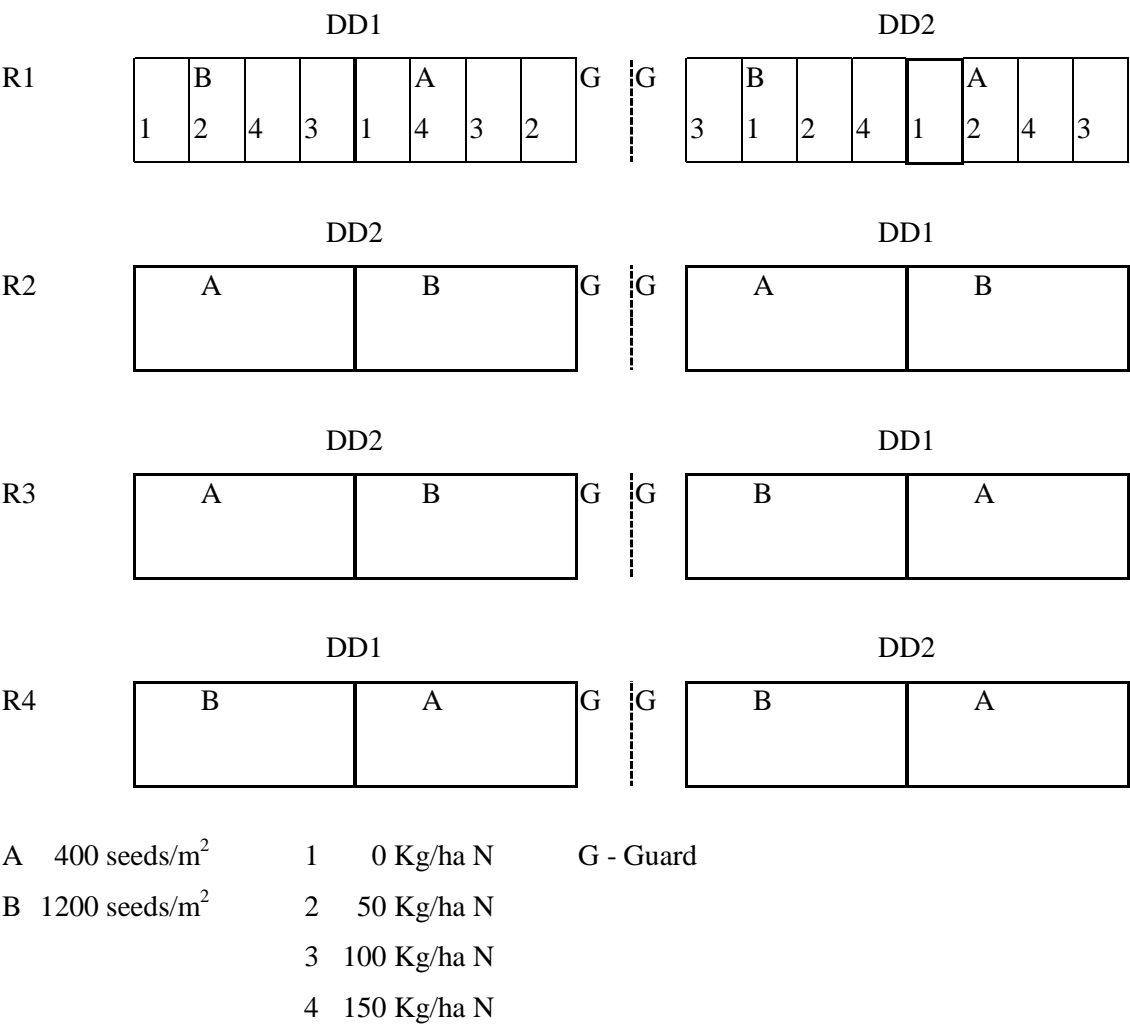 DD1 DD2
R1 B A G G B A
1 2 4 3 1 4 3 2 3 1 2 4 1 2 4 3
DD2 DD1
R2 A B G G A B
DD2 DD1
R3 A B G G B A
DD1 DD2
R4 B A G G B A
A 400 seeds/m² 1 0 Kg/ha N G - Guard
B 1200 seeds/m² 2 50 Kg/ha N
3 100 Kg/ha N
4 150 Kg/ha N